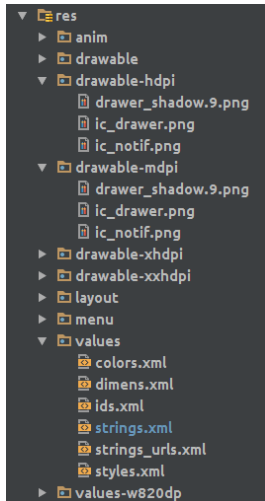 res
anim
drawable
drawable-hdpi
drawer_shadow.9.png
ic_drawer.png
ic_notif.png
drawable-mdpi
drawer_shadow.9.png
ic_drawer.png
ic_notif.png
drawable-xhdpi
drawable-xxhdpi
layout
menu
values
colors.xml
dimens.xml
ids.xml
strings.xml
strings_urls.xml
styles.xml
values-w820dp